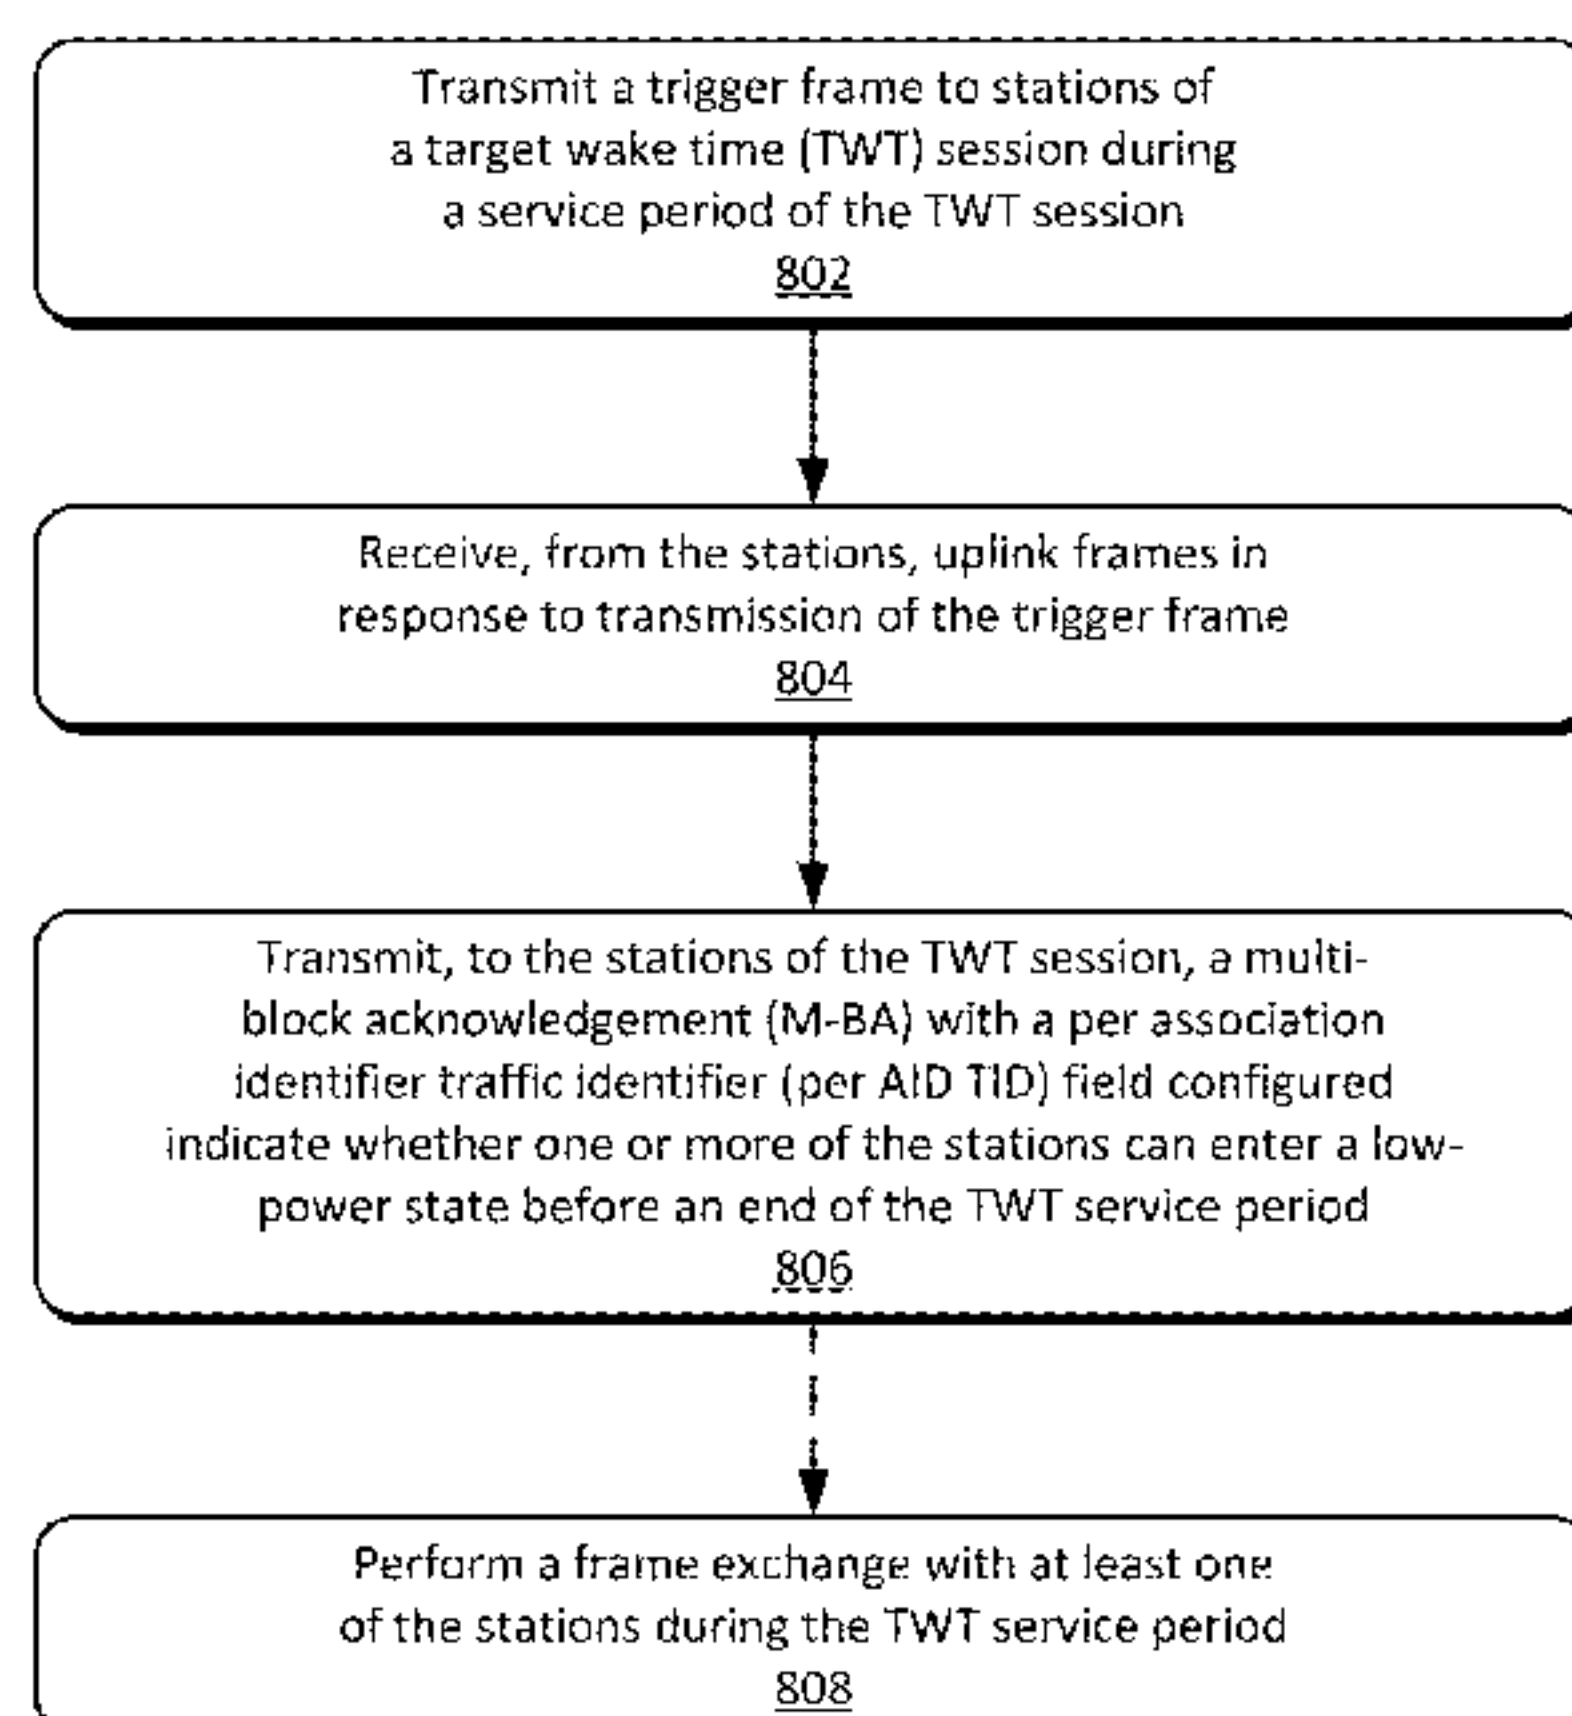 Transmit a trigger frame to stations of
a target wake time (TWT) session during
a service period of the TWT session
802
Receive, from the stations, uplink frames in
response to transmission of the trigger frame
804
Transmit, to the stations of the TWT session, a multi-
block acknowledgement (M-BA) with a per association
identifier traffic identifier (per AID TID) field configured
indicate whether one or more of the stations can enter a low-
power state before an end of the TWT service period
806
Perform a frame exchange with at least one
of the stations during the TWT service period
808